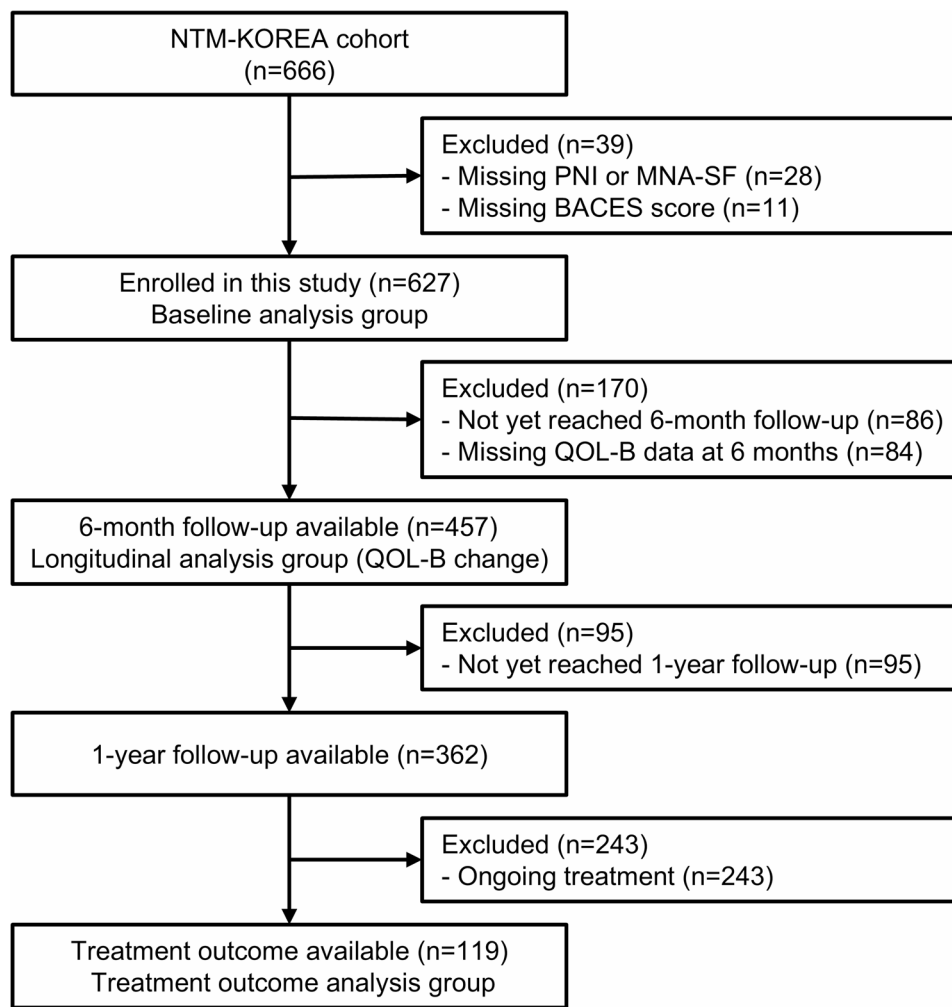 NTM-KOREA cohort
(n=666)
Excluded (n=39)
- Missing PNI or MNA-SF (n=28)
- Missing BACES score (n=11)
Enrolled in this study (n=627)
Baseline analysis group
Excluded (n=170)
- Not yet reached 6-month follow-up (n=86)
- Missing QOL-B data at 6 months (n=84)
6-month follow-up available (n=457)
Longitudinal analysis group (QOL-B change)
Excluded (n=95)
- Not yet reached 1-year follow-up (n=95)
1-year follow-up available (n=362)
Excluded (n=243)
- Ongoing treatment (n=243)
Treatment outcome available (n=119)
Treatment outcome analysis group